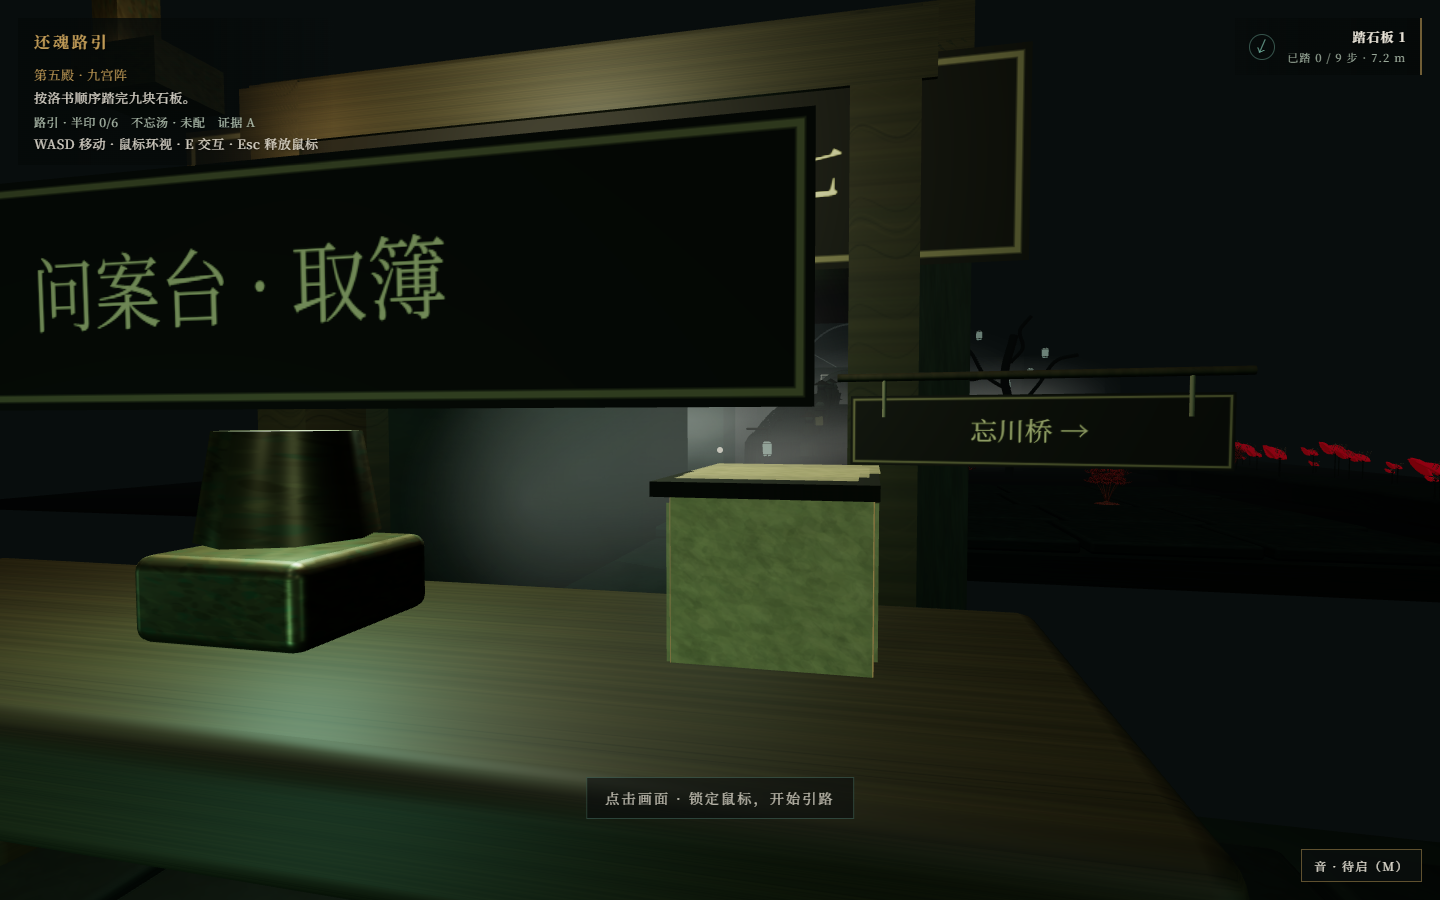 还魂路引
第五殿 · 九宫阵
按洛书顺序踏完九块石板。
路引 · 半印 0/6 不忘汤 · 未配 证据 A
WASD 移动 · 鼠标环视 · E 交互 · Esc 释放鼠标
踏石板 1
已踏 0 / 9 步 · 7.2 m
问案台 · 取簿
忘川桥 →
点击画面 · 锁定鼠标，开始引路
音 · 待启（M）